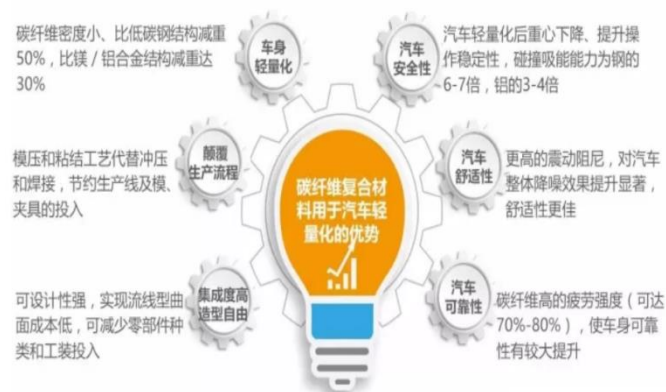 碳纤维密度小、比低碳钢结构减重
50%，比镁/铝合金结构减重达
30%
车身
轻量化
汽车
安全性
汽车轻量化后重心下降、提升操
作稳定性，碰撞吸能能力为钢的
6-7倍，铝的3-4倍
模压和粘结工艺代替冲压
和焊接，节约生产线及模、
夹具的投入
颠覆
生产流程
碳纤维复合材
料用于汽车轻
量化的优势
汽车
舒适性
更高的震动阻尼，对汽车
整体降噪效果提升显著，
舒适性更佳
可设计性强，实现流线型曲
面成本低，可减少零部件种
类和工装投入
集成度高
造型自由
汽车
可靠性
碳纤维高的疲劳强度（可达
70%-80%），使车身可靠
性有较大提升